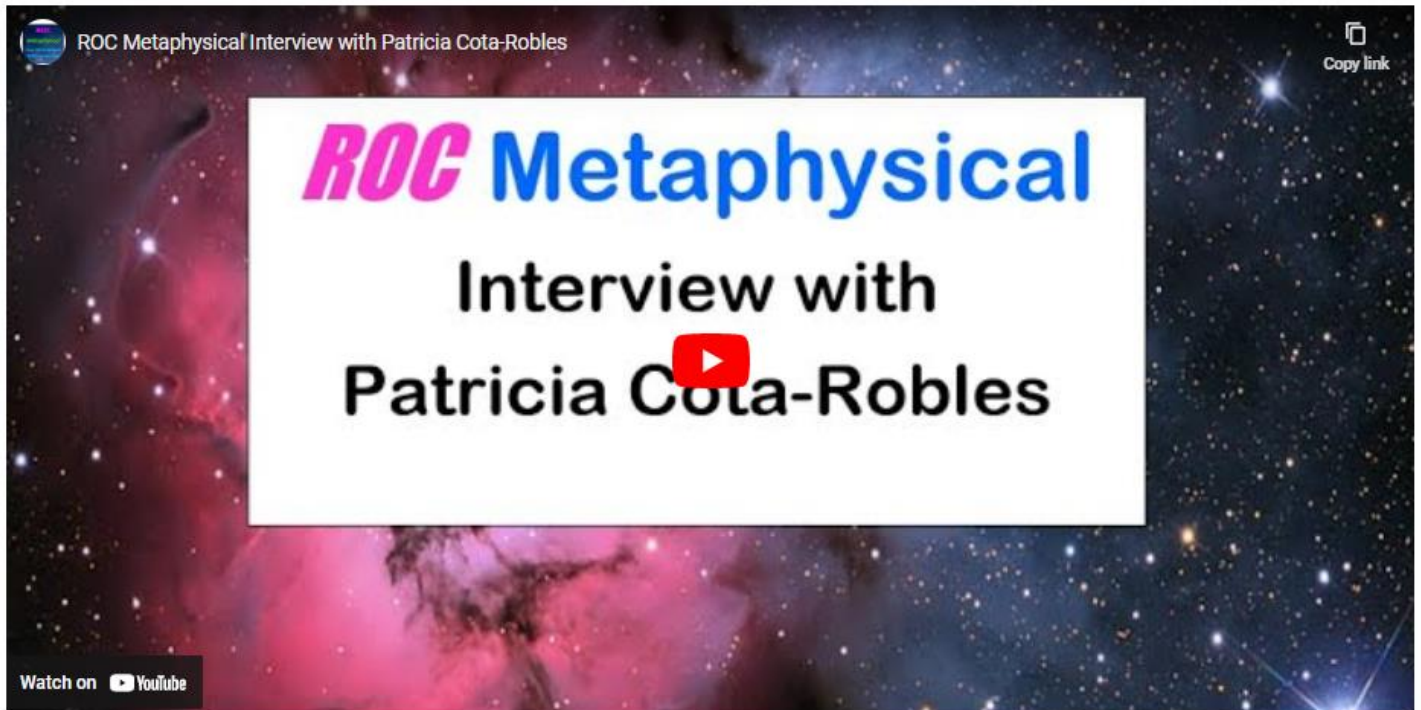 ROC Metaphysical Interview with Patricia Cota-Robles
Copy link
ROC Metaphysical
Interview with
Patricia Cota-Robles
Watch on YouTube